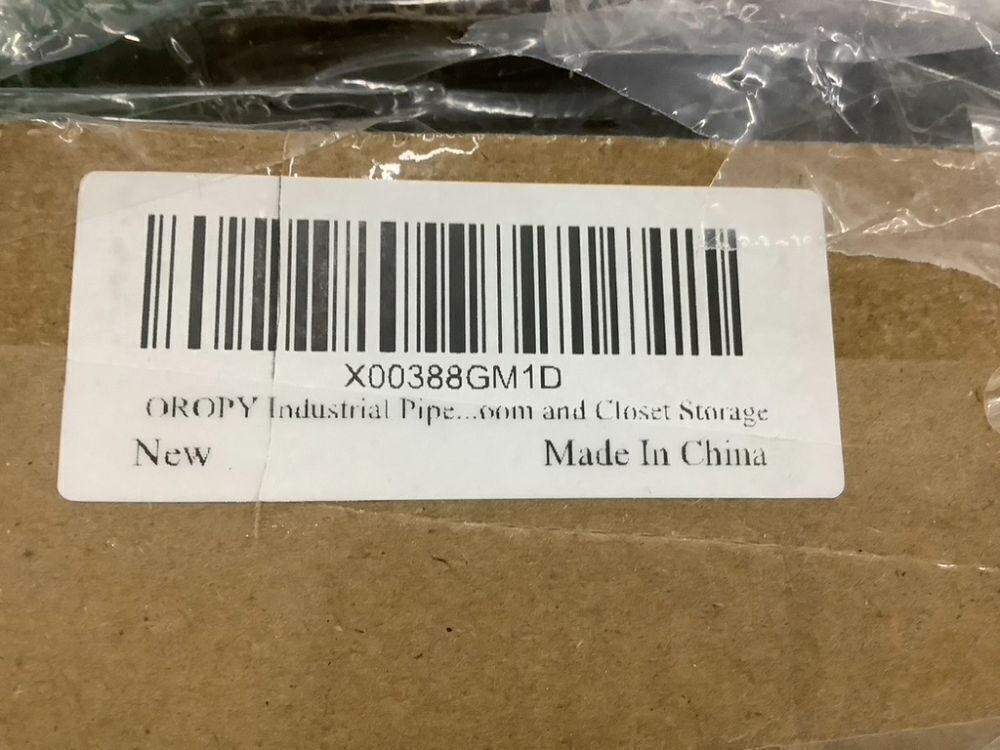 X00388GM1D
OROPY Industrial Pipe...oom and Closet Storage
New
Made In China